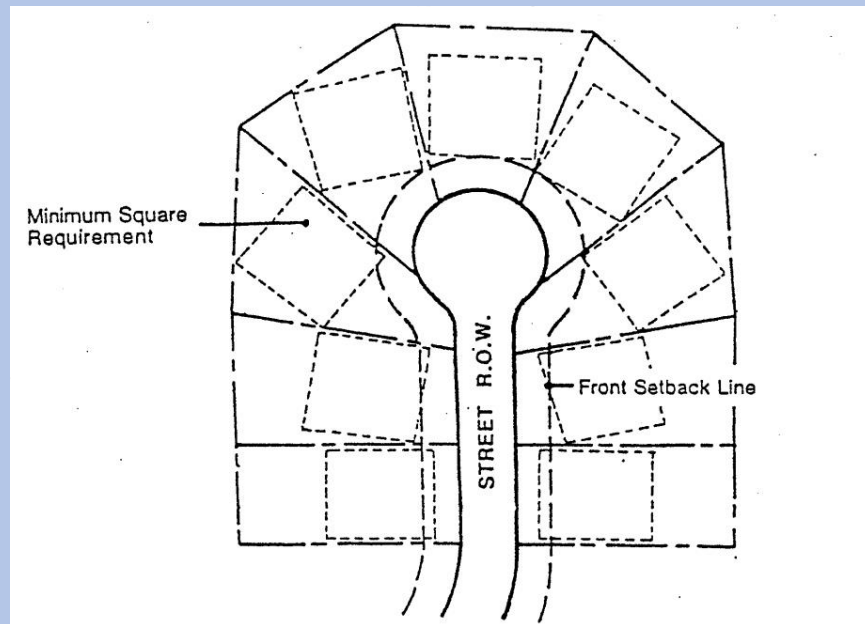 Minimum Square
Requirement
STREET R.O.W.
Front Setback Line